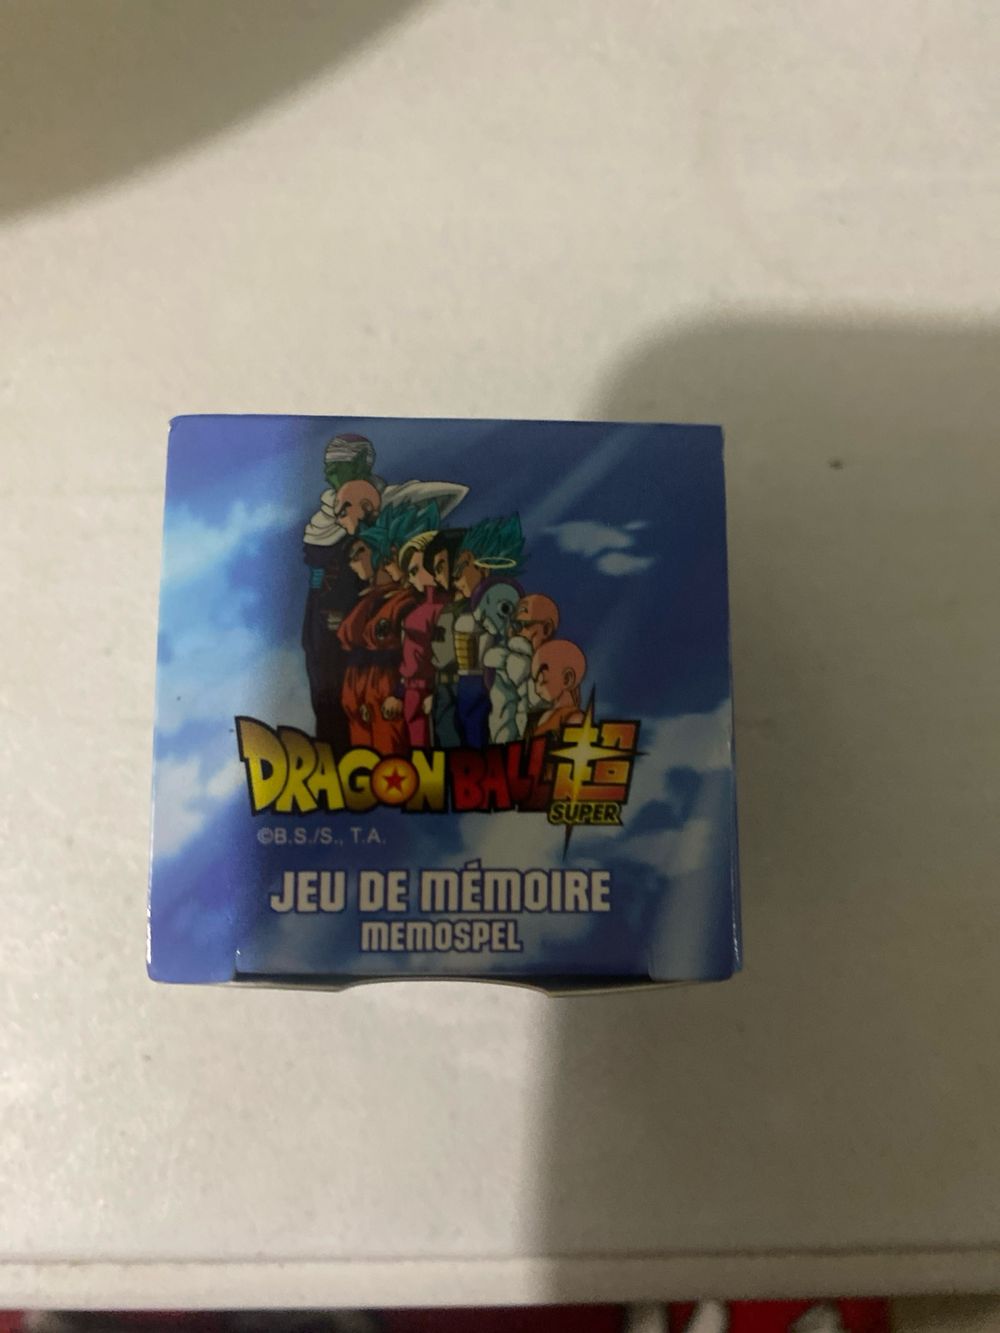 DRAGON BALL 超
SUPER
©B.S./S., T.A.
JEU DE MÉMOIRE
MEMOSPEL